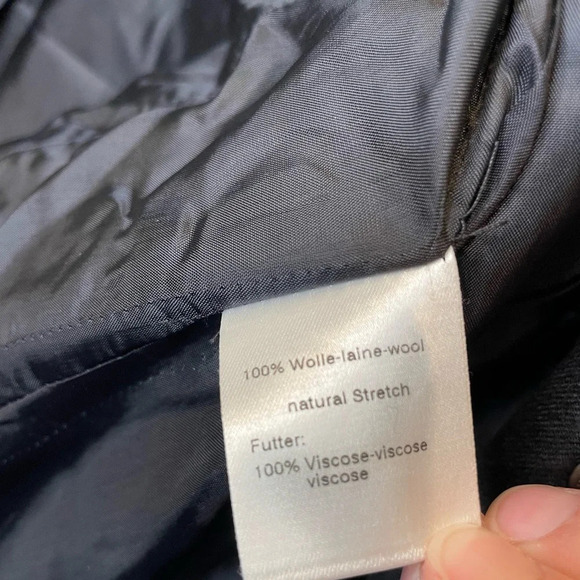 100% Wolle-laine-wool
natural Stretch
Futter:
100% Viscose-viscose
viscose